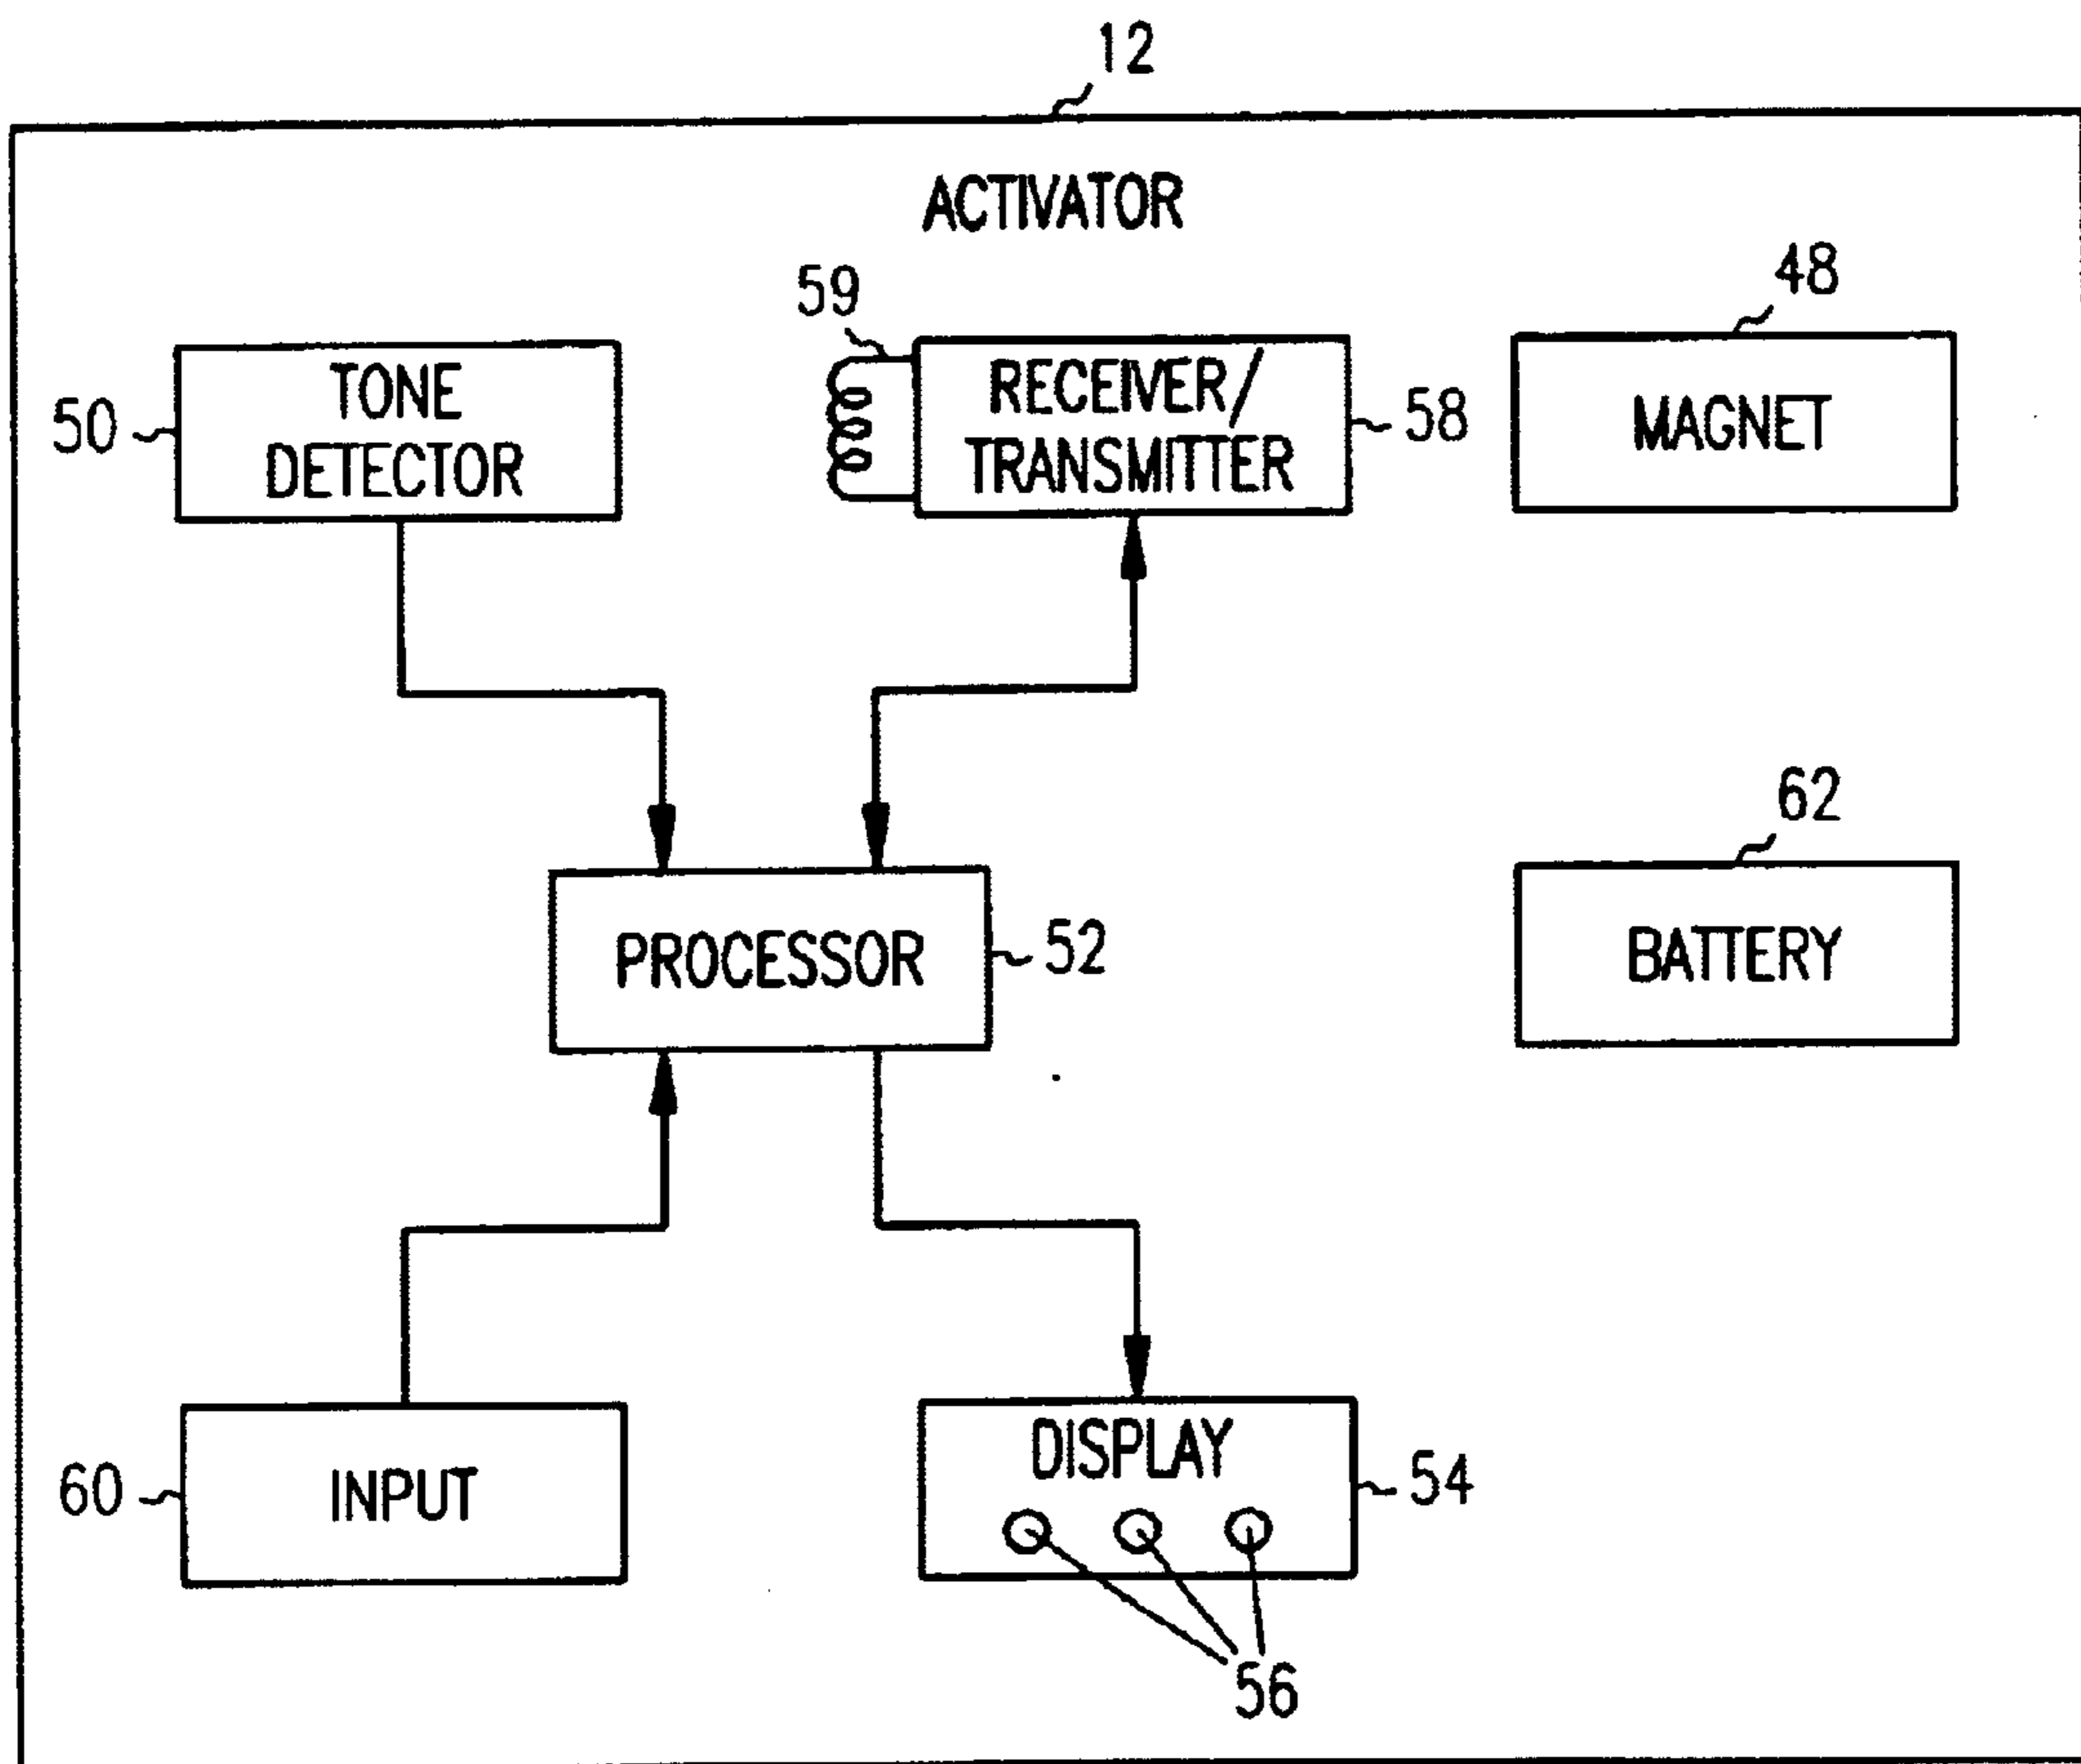 12
ACTIVATOR
59
48
TONE
DETECTOR
50
RECEIVER/
TRANSMITTER
58
MAGNET
62
PROCESSOR
52
BATTERY
60
INPUT
DISPLAY
54
56